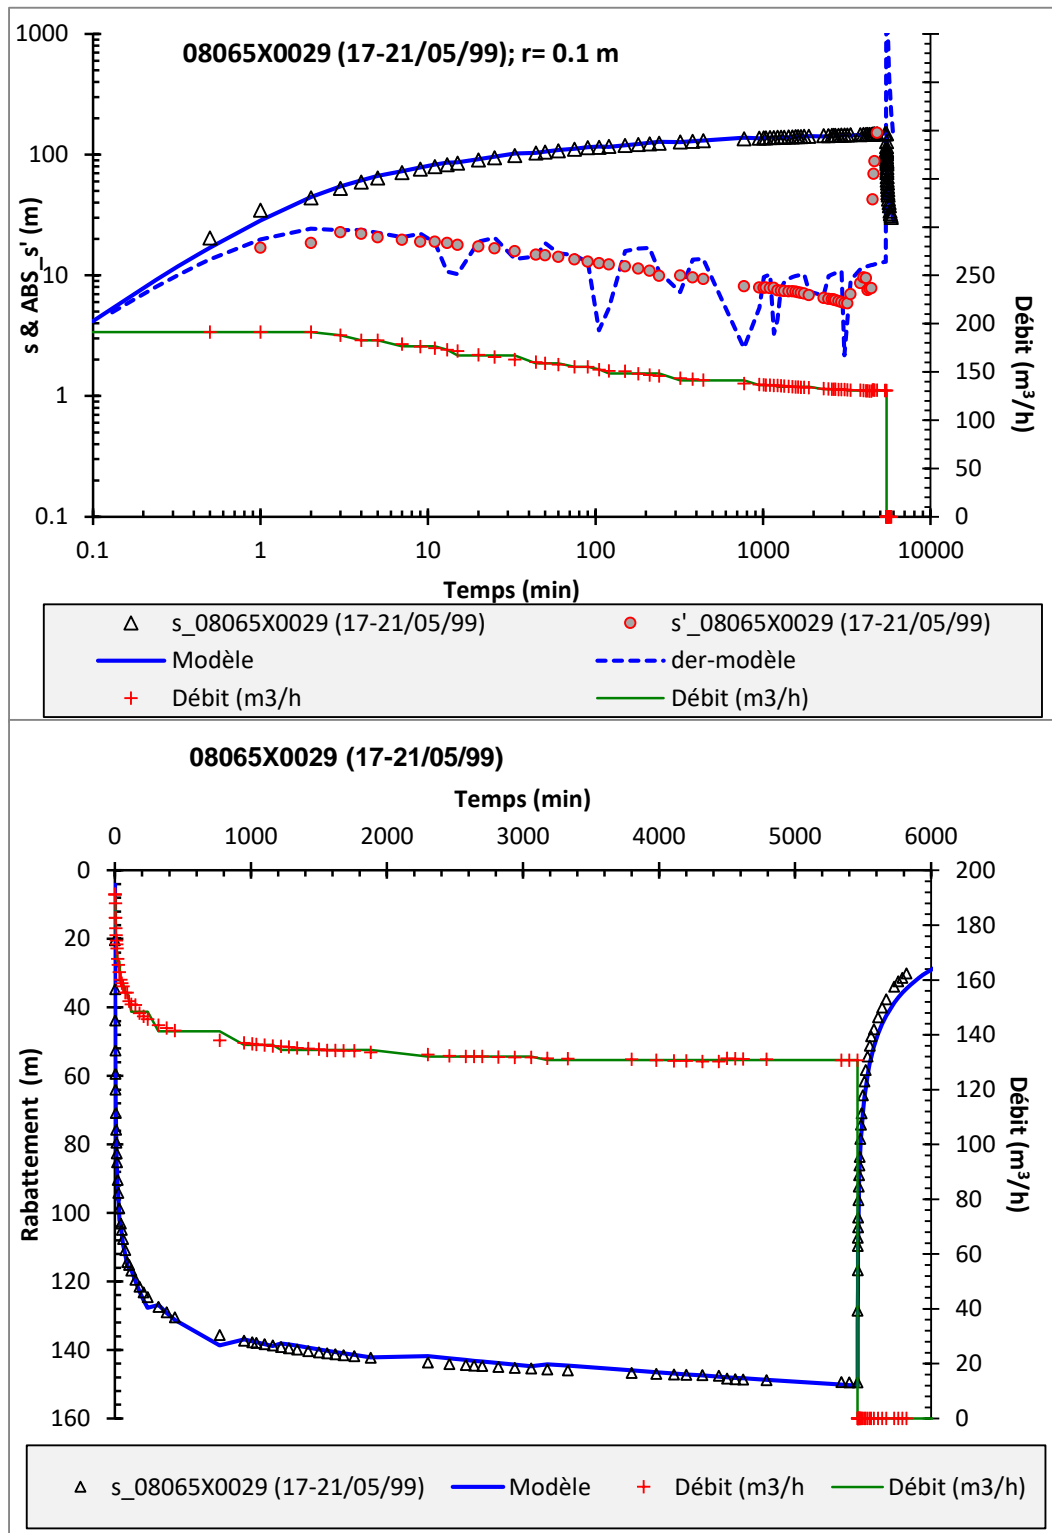 08065X0029 (17-21/05/99); r= 0.1 m
s & ABS_s' (m)
1000
100
10
1
0.1
250
200
150
100
50
0
Débit (m³/h)
0.1 1 10 100 1000 10000
Temps (min)
s_08065X0029 (17-21/05/99) s'_08065X0029 (17-21/05/99)
Modèle der-modèle
Débit (m3/h Débit (m3/h)
08065X0029 (17-21/05/99)
Temps (min)
0 1000 2000 3000 4000 5000 6000
Rabattement (m)
0
20
40
60
80
100
120
140
160
200
180
160
140
120
100
80
60
40
20
0
Débit (m³/h)
s_08065X0029 (17-21/05/99) Modèle Débit (m3/h Débit (m3/h)